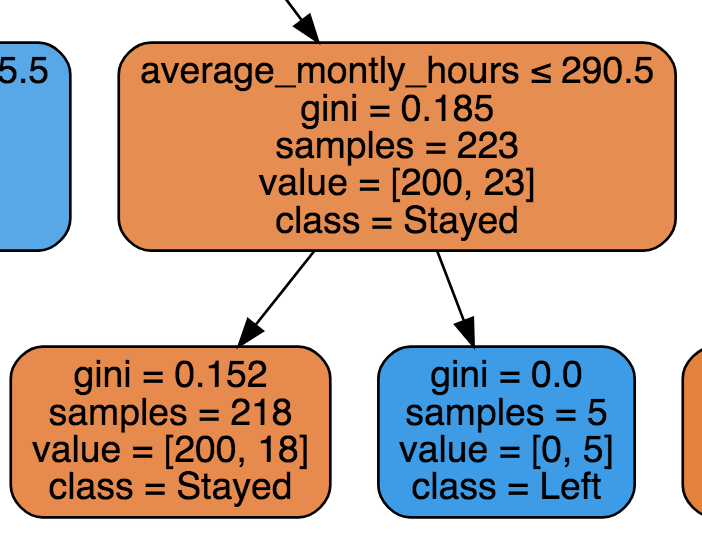 5.5
average_montly_hours ≤ 290.5
gini = 0.185
samples = 223
value = [200, 23]
class = Stayed
gini = 0.152
samples = 218
value = [200, 18]
class = Stayed
gini = 0.0
samples = 5
value = [0, 5]
class = Left